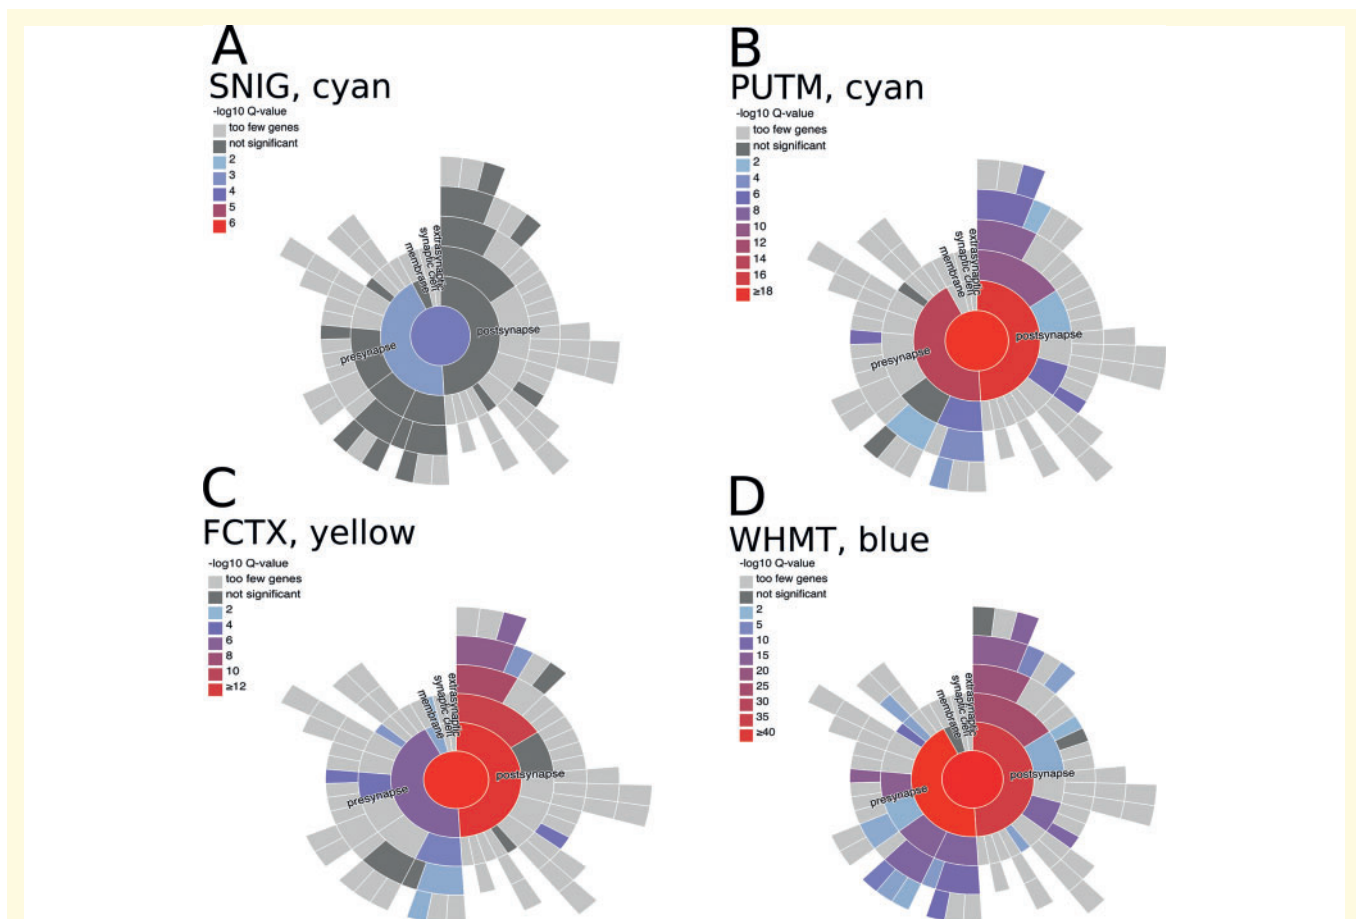 A
SNIG, cyan
-log10 Q-value
too few genes
not significant
2
3
4
5
6
extrasynaptic
synaptic cleft
membrane
postsynapse
presynapse
B
PUTM, cyan
-log10 Q-value
too few genes
not significant
2
4
6
8
10
12
14
16
≥18
extrasynaptic
synaptic cleft
membrane
postsynapse
presynapse
C
FCTX, yellow
-log10 Q-value
too few genes
not significant
2
4
6
8
10
≥12
extrasynaptic
synaptic cleft
membrane
postsynapse
presynapse
D
WHMT, blue
-log10 Q-value
too few genes
not significant
2
5
10
15
20
25
30
35
≥40
extrasynaptic
synaptic cleft
membrane
postsynapse
presynapse